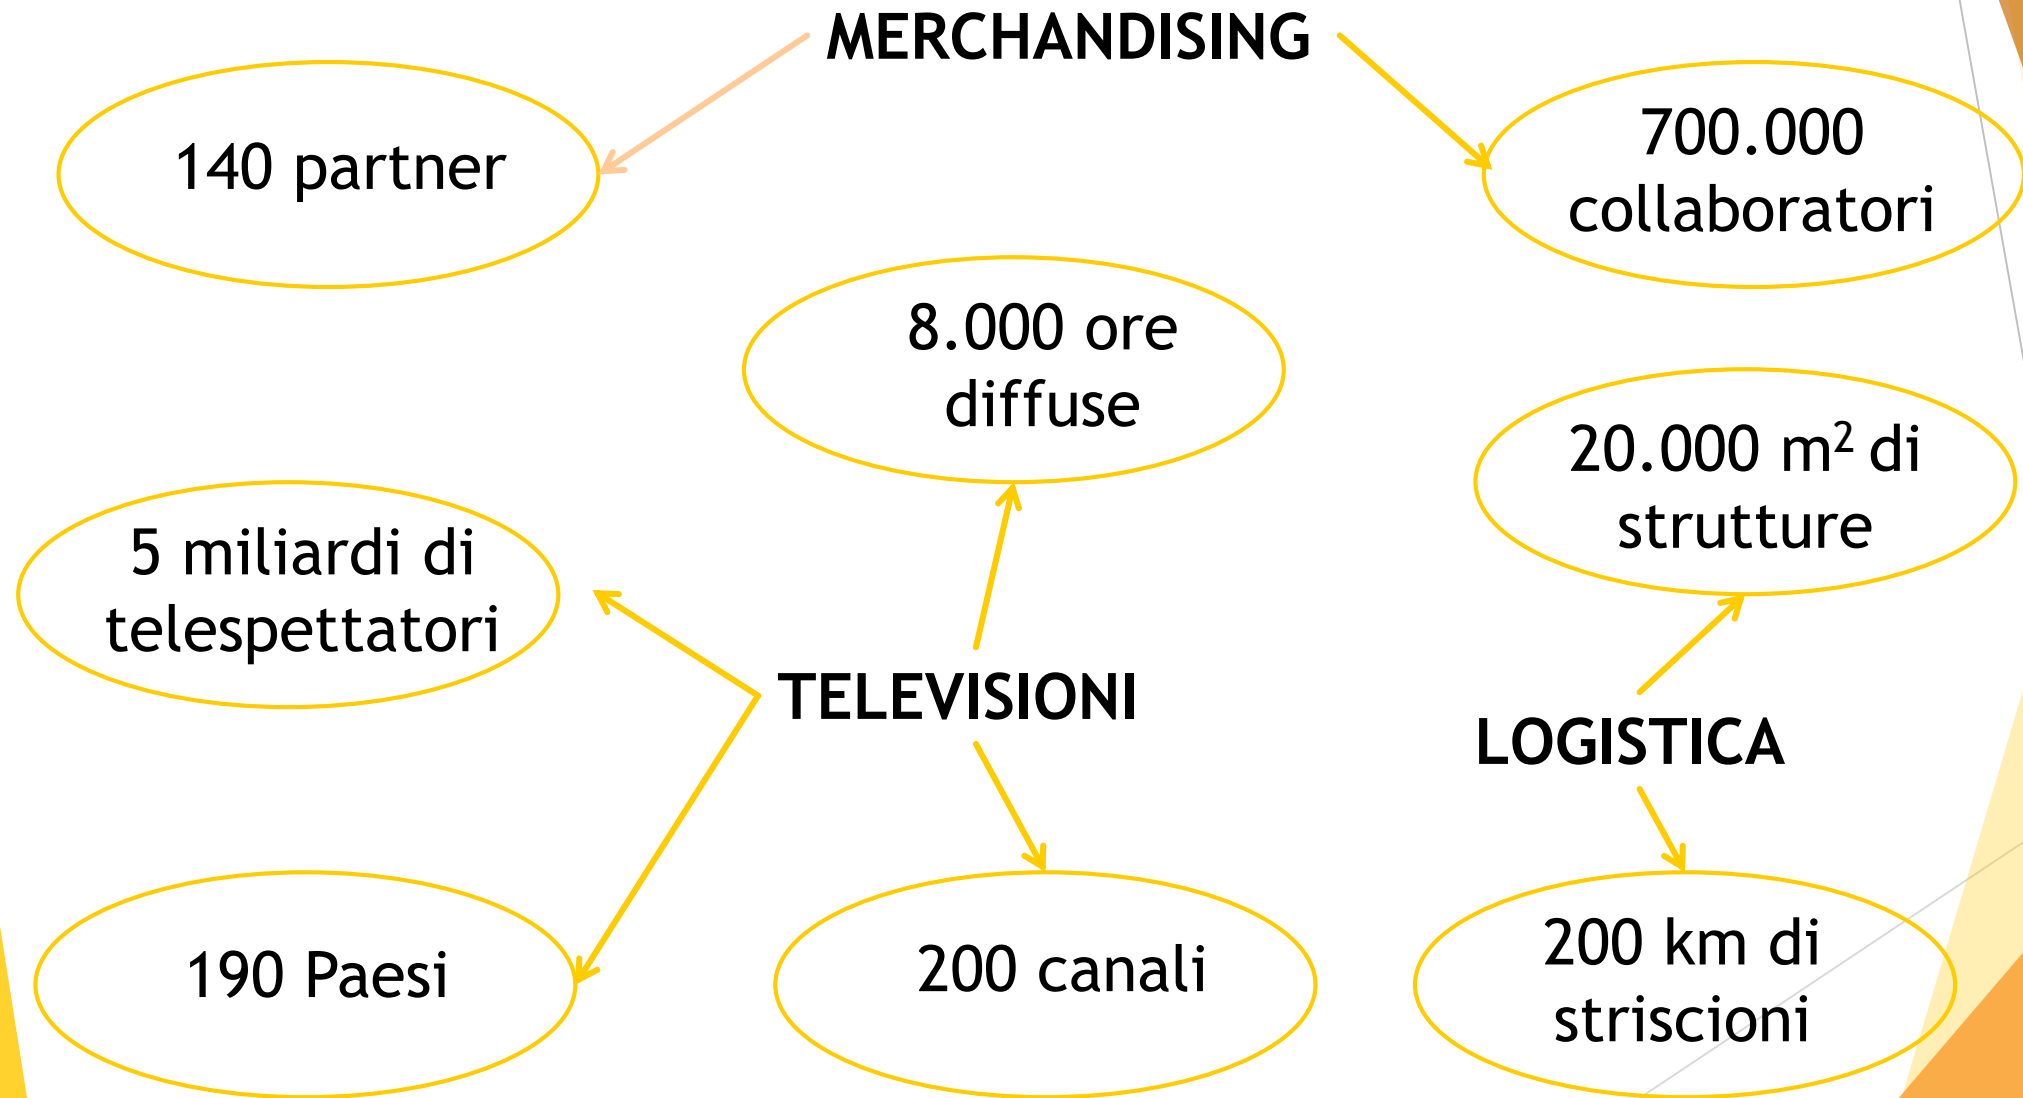 MERCHANDISING
140 partner
700.000
collaboratori
8.000 ore
diffuse
20.000 m² di
strutture
5 miliardi di
telespettatori
TELEVISIONI
LOGISTICA
190 Paesi
200 canali
200 km di
striscioni